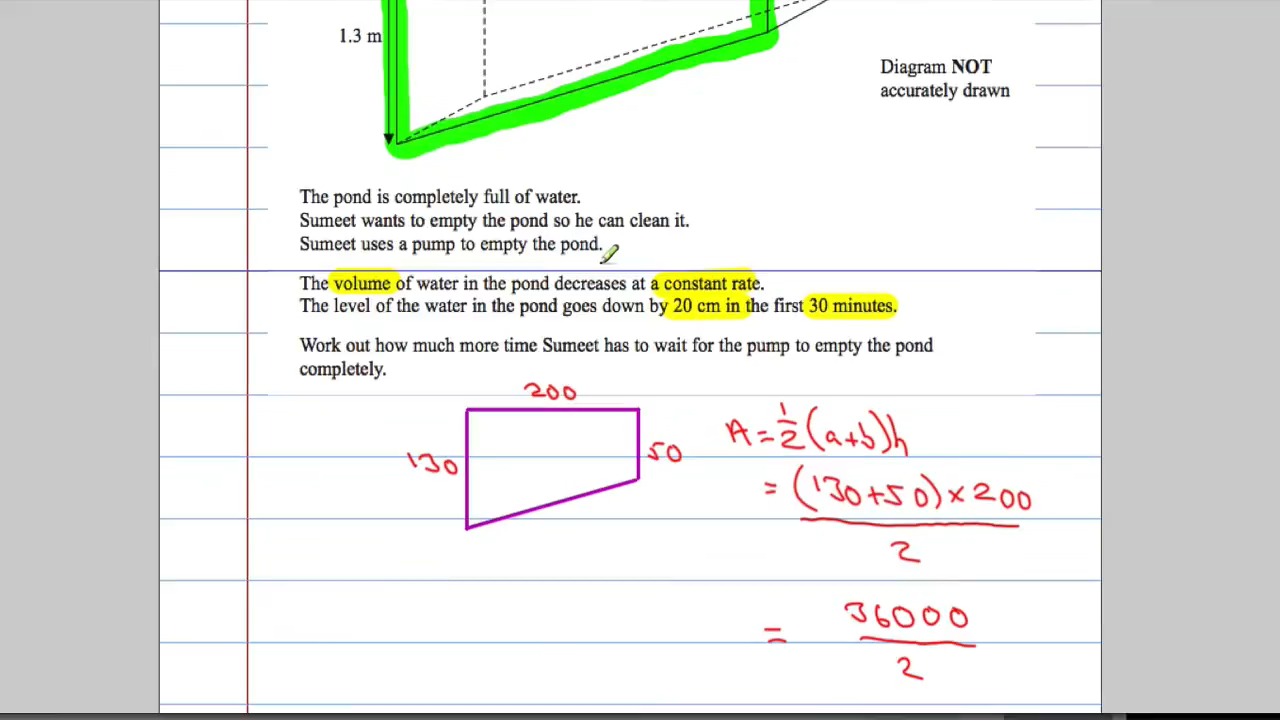 1.3 m
Diagram NOT
accurately drawn
The pond is completely full of water.
Sumeet wants to empty the pond so he can clean it.
Sumeet uses a pump to empty the pond.
The volume of water in the pond decreases at a constant rate.
The level of the water in the pond goes down by 20 cm in the first 30 minutes.
Work out how much more time Sumeet has to wait for the pump to empty the pond
completely.
200
130
50
A = 1/2 (a+b)h
= (130+50) × 200
2
= 36000
2